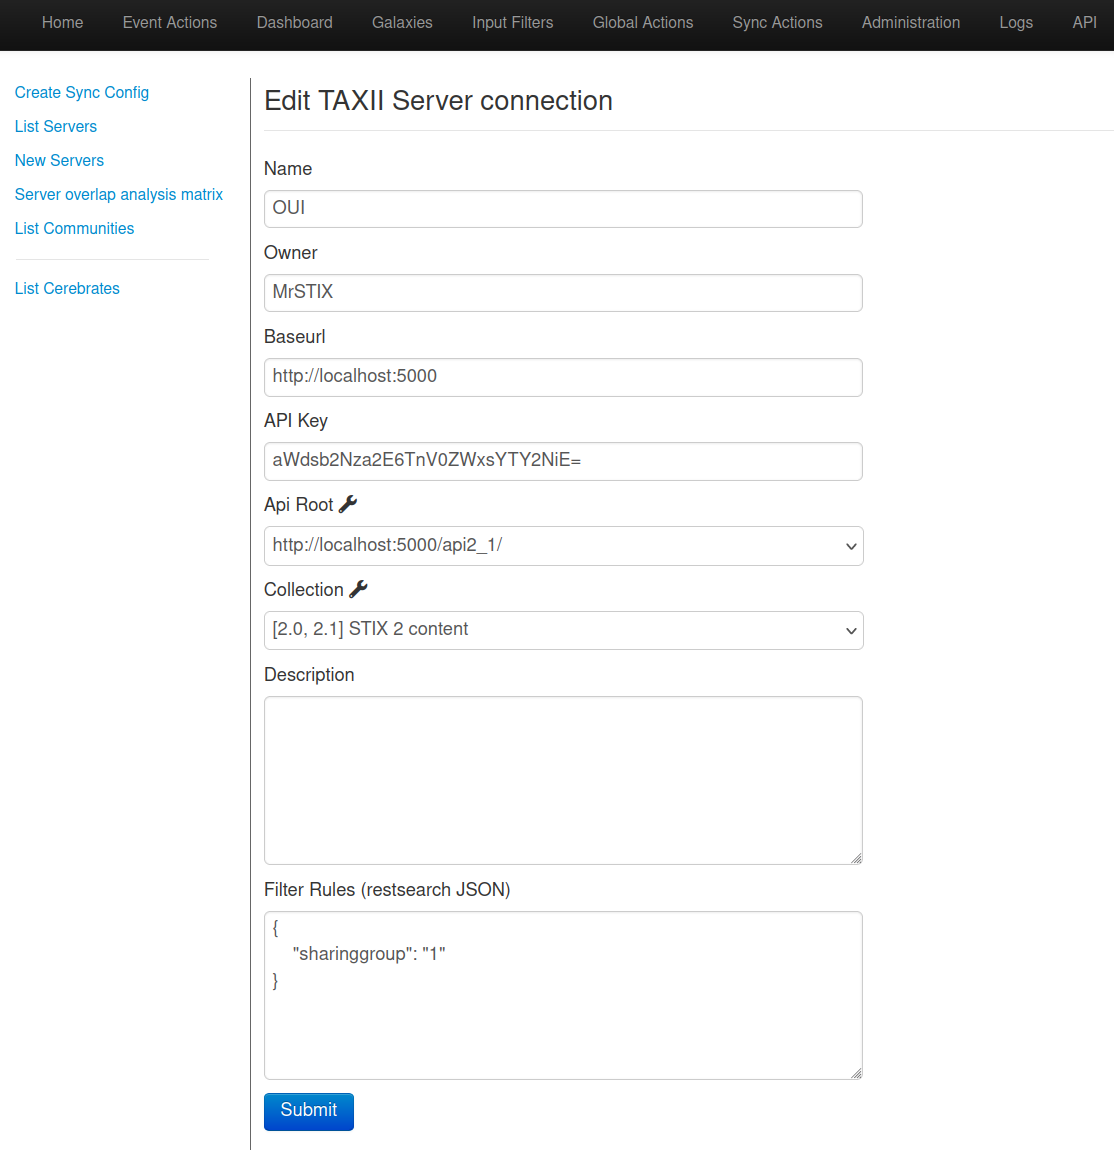 Home Event Actions Dashboard Galaxies Input Filters Global Actions Sync Actions Administration Logs API
Create Sync Config
List Servers
New Servers
Server overlap analysis matrix
List Communities
List Cerebrates
Edit TAXII Server connection
Name
OUI
Owner
MrSTIX
Baseurl
http://localhost:5000
API Key
aWdsb2Nza2E6TnV0ZWxsYTY2NiE=
Api Root
http://localhost:5000/api2_1/
Collection
[2.0, 2.1] STIX 2 content
Description
Filter Rules (restsearch JSON)
{
"sharinggroup": "1"
}
Submit